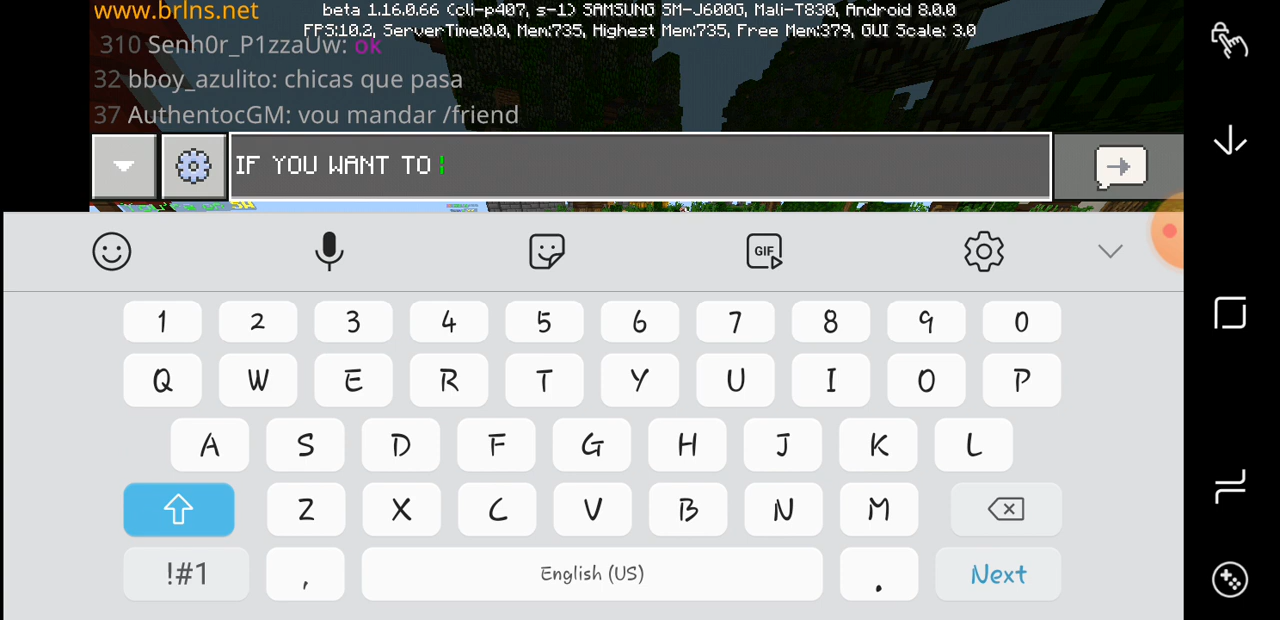 www.brlns.net
beta 1.16.0.66 (cli-p407, s-1) SAMSUNG SM-J600G, Mali-T830, Android 8.0.0
FPS:10.2, ServerTime:0.0, Mem:735, Highest Mem:735, Free Mem:379, GUI Scale: 3.0
310 Senh0r_P1zzaUw: ok
32 bboy_azulito: chicas que pasa
37 AuthentocGM: vou mandar /friend
IF YOU WANT TO
GIF
1 2 3 4 5 6 7 8 9 0
Q W E R T Y U I O P
A S D F G H J K L
Z X C V B N M
!#1 , English (US) . Next